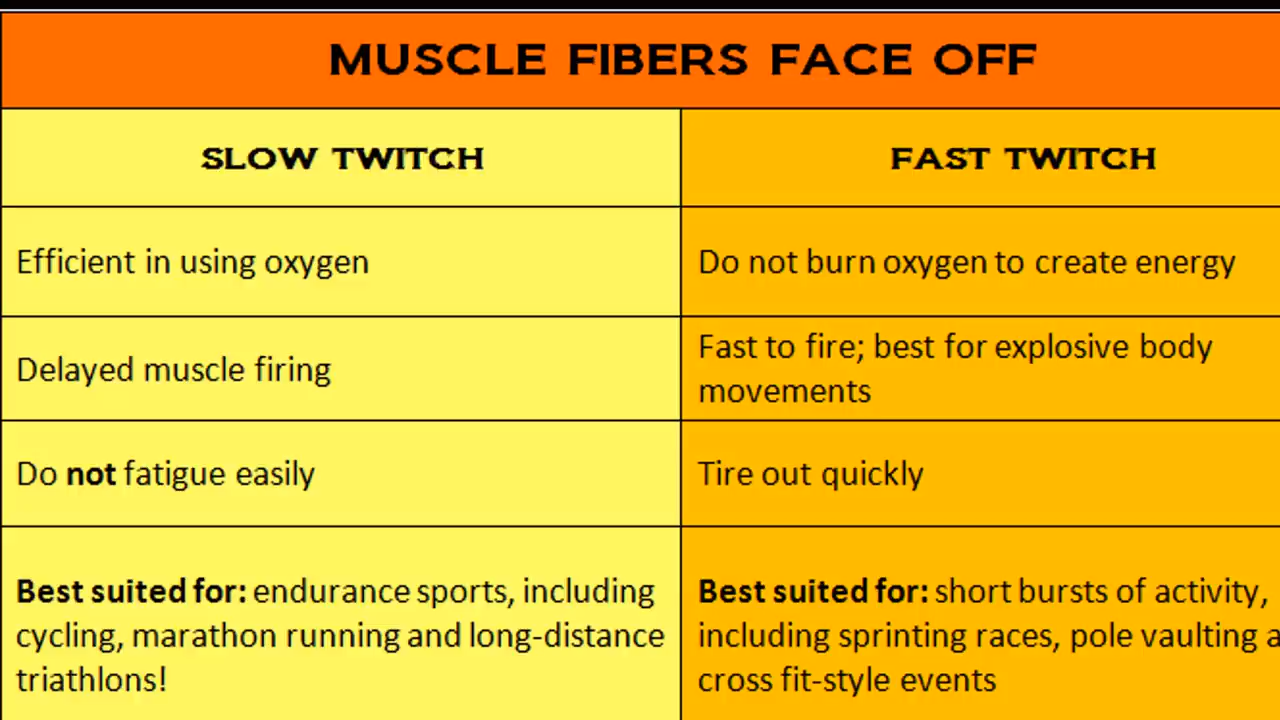 MUSCLE FIBERS FACE OFF
SLOW TWITCH
FAST TWITCH
Efficient in using oxygen
Do not burn oxygen to create energy
Delayed muscle firing
Fast to fire; best for explosive body
movements
Do not fatigue easily
Tire out quickly
Best suited for: endurance sports, including
cycling, marathon running and long-distance
triathlons!
Best suited for: short bursts of activity,
including sprinting races, pole vaulting
cross fit-style events